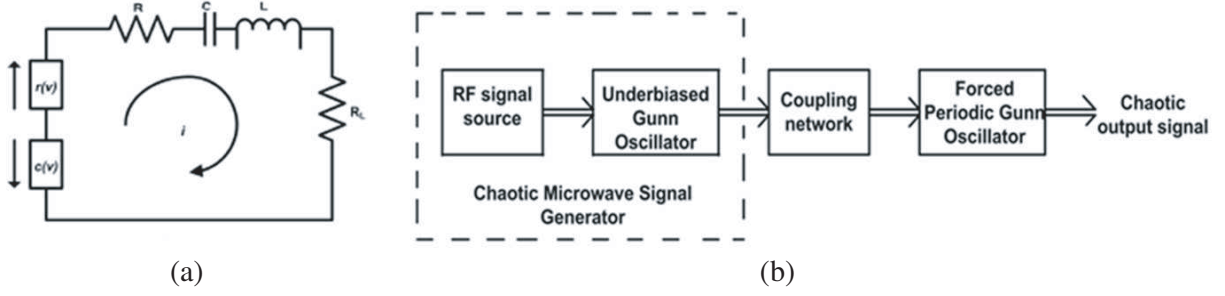 R
C
L
r(v)
c(v)
i
R_L
(a)
RF signal
source
Underbiased
Gunn
Oscillator
Chaotic Microwave Signal
Generator
Coupling
network
Forced
Periodic Gunn
Oscillator
Chaotic
output signal
(b)